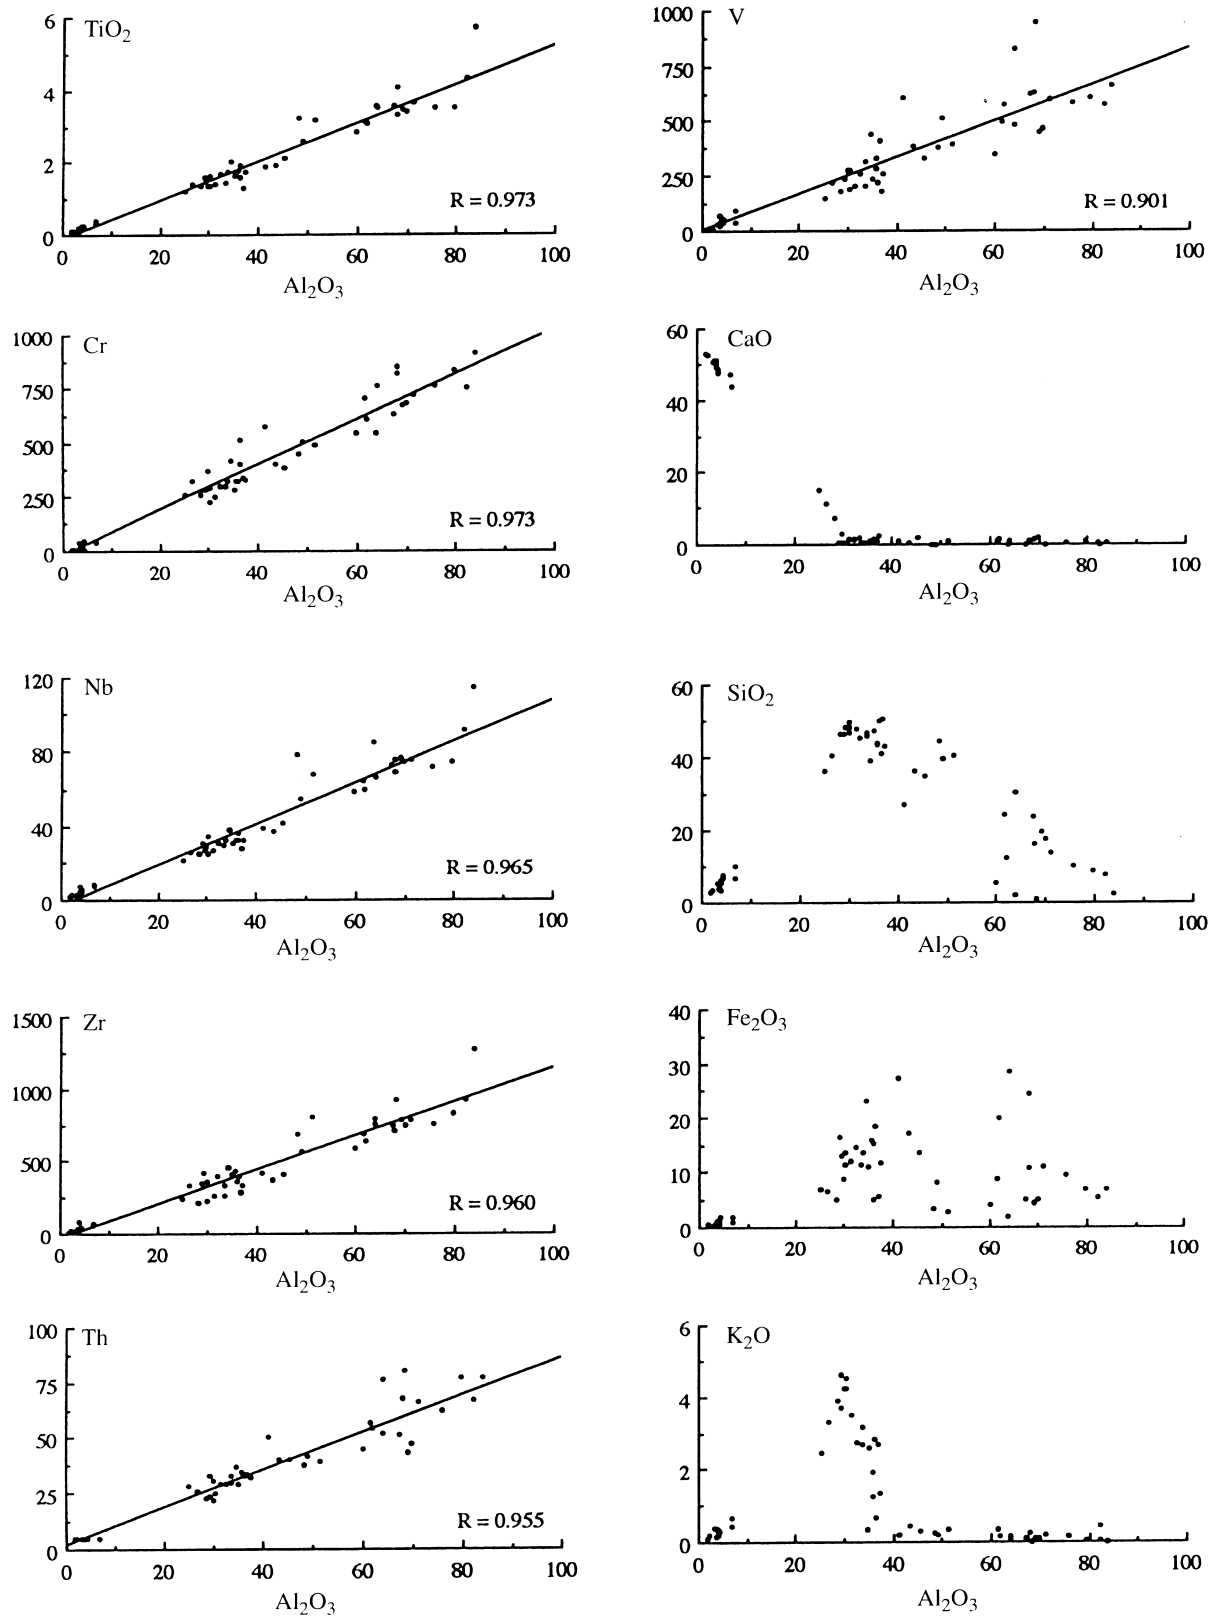 TiO2
6
4
2
0
R = 0.973
0 20 40 60 80 100
Al2O3
V
1000
750
500
250
0
R = 0.901
0 20 40 60 80 100
Al2O3
Cr
1000
750
500
250
0
R = 0.973
0 20 40 60 80 100
Al2O3
CaO
60
40
20
0
0 20 40 60 80 100
Al2O3
Nb
120
80
40
0
R = 0.965
0 20 40 60 80 100
Al2O3
SiO2
60
40
20
0
0 20 40 60 80 100
Al2O3
Zr
1500
1000
500
0
R = 0.960
0 20 40 60 80 100
Al2O3
Fe2O3
40
30
20
10
0
0 20 40 60 80 100
Al2O3
Th
100
75
50
25
0
R = 0.955
0 20 40 60 80 100
Al2O3
K2O
6
4
2
0
0 20 40 60 80 100
Al2O3